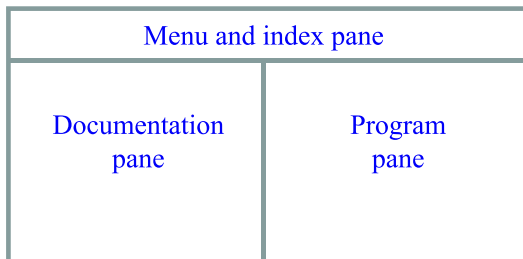 Menu and index pane
Documentation
pane
Program
pane